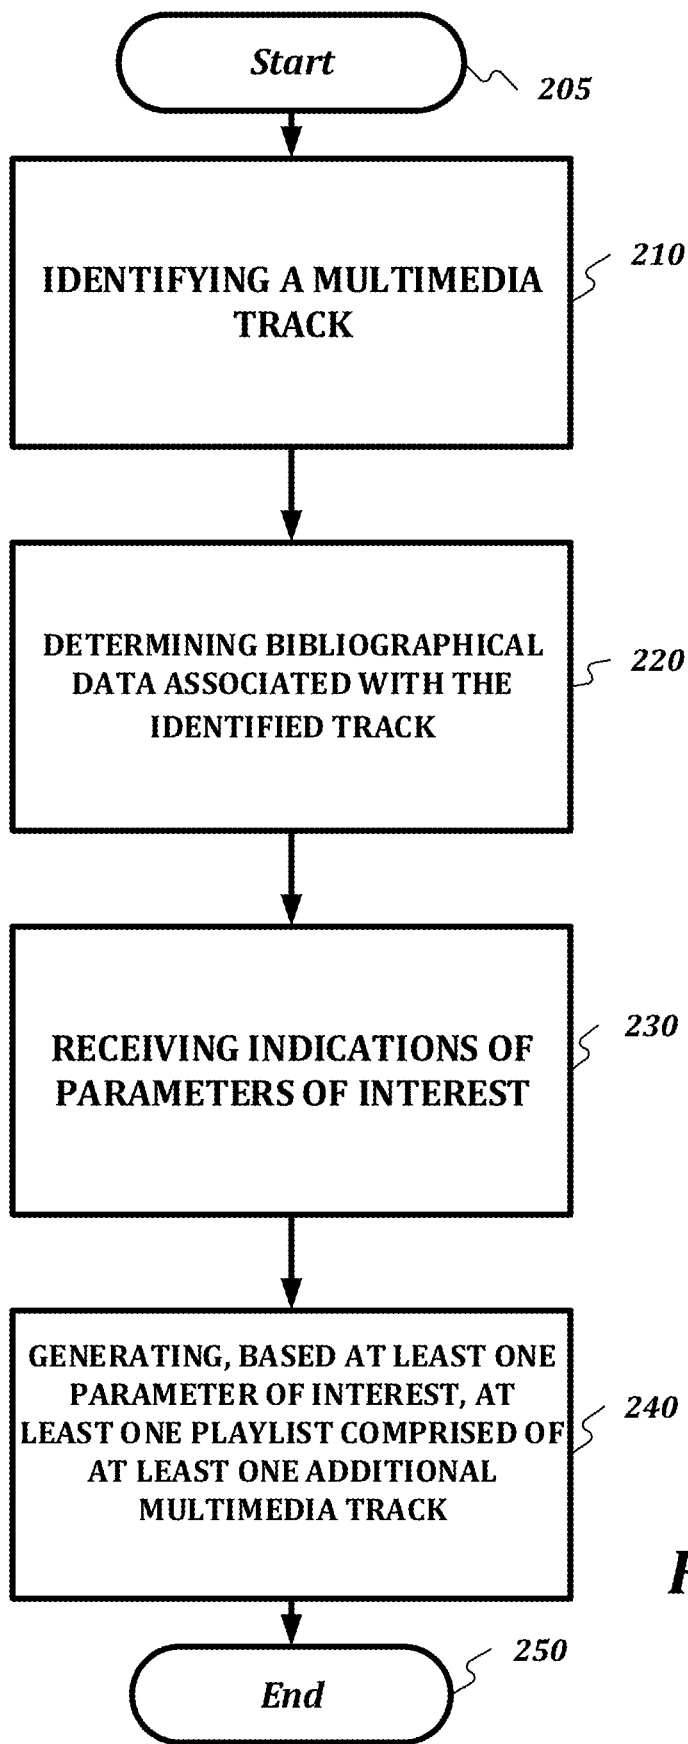 Start
205
IDENTIFYING A MULTIMEDIA
TRACK
210
DETERMINING BIBLIOGRAPHICAL
DATA ASSOCIATED WITH THE
IDENTIFIED TRACK
220
RECEIVING INDICATIONS OF
PARAMETERS OF INTEREST
230
GENERATING, BASED AT LEAST ONE
PARAMETER OF INTEREST, AT
LEAST ONE PLAYLIST COMPRISED OF
AT LEAST ONE ADDITIONAL
MULTIMEDIA TRACK
240
End
250